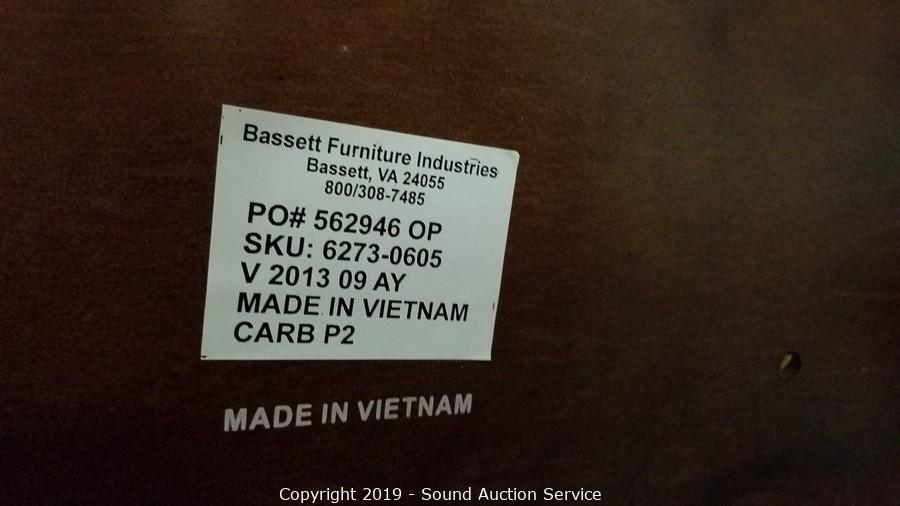 Bassett Furniture Industries
Bassett, VA 24055
800/308-7485
PO# 562946 OP
SKU: 6273-0605
V 2013 09 AY
MADE IN VIETNAM
CARB P2
MADE IN VIETNAM
Copyright 2019 - Sound Auction Service